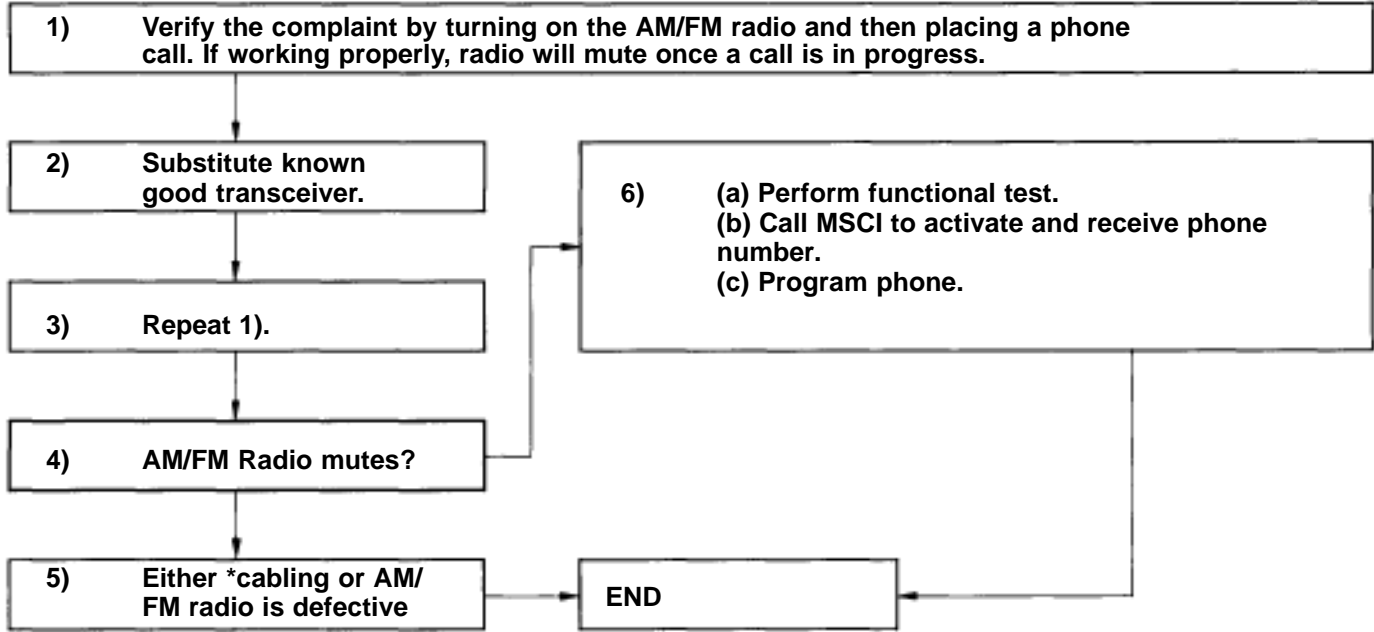 1) Verify the complaint by turning on the AM/FM radio and then placing a phone
call. If working properly, radio will mute once a call is in progress.
2) Substitute known
good transceiver.
3) Repeat 1).
4) AM/FM Radio mutes?
5) Either *cabling or AM/
FM radio is defective
6) (a) Perform functional test.
(b) Call MSCI to activate and receive phone
number.
(c) Program phone.
END